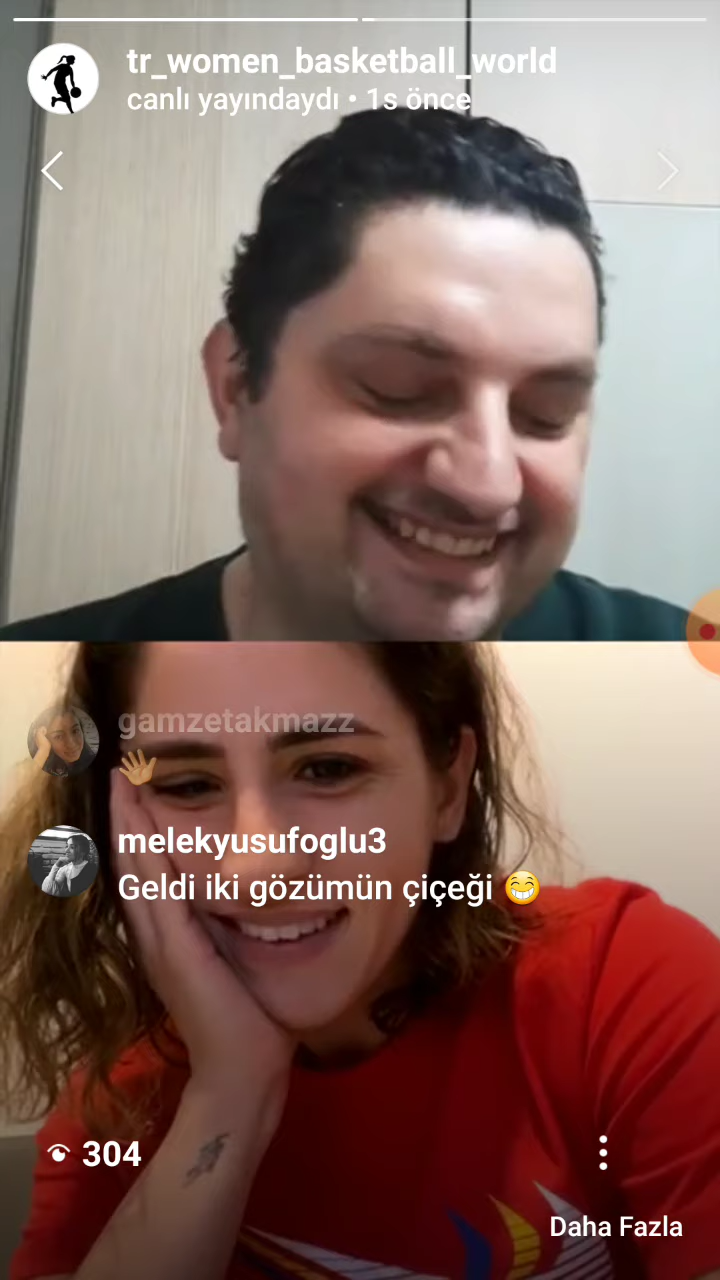 tr_women_basketball_world
canlı yayındaydı • 1s önce
gamzetakmazz
👋
melekyusufoglu3
Geldi iki gözümün çiçeği 😁
304
Daha Fazla